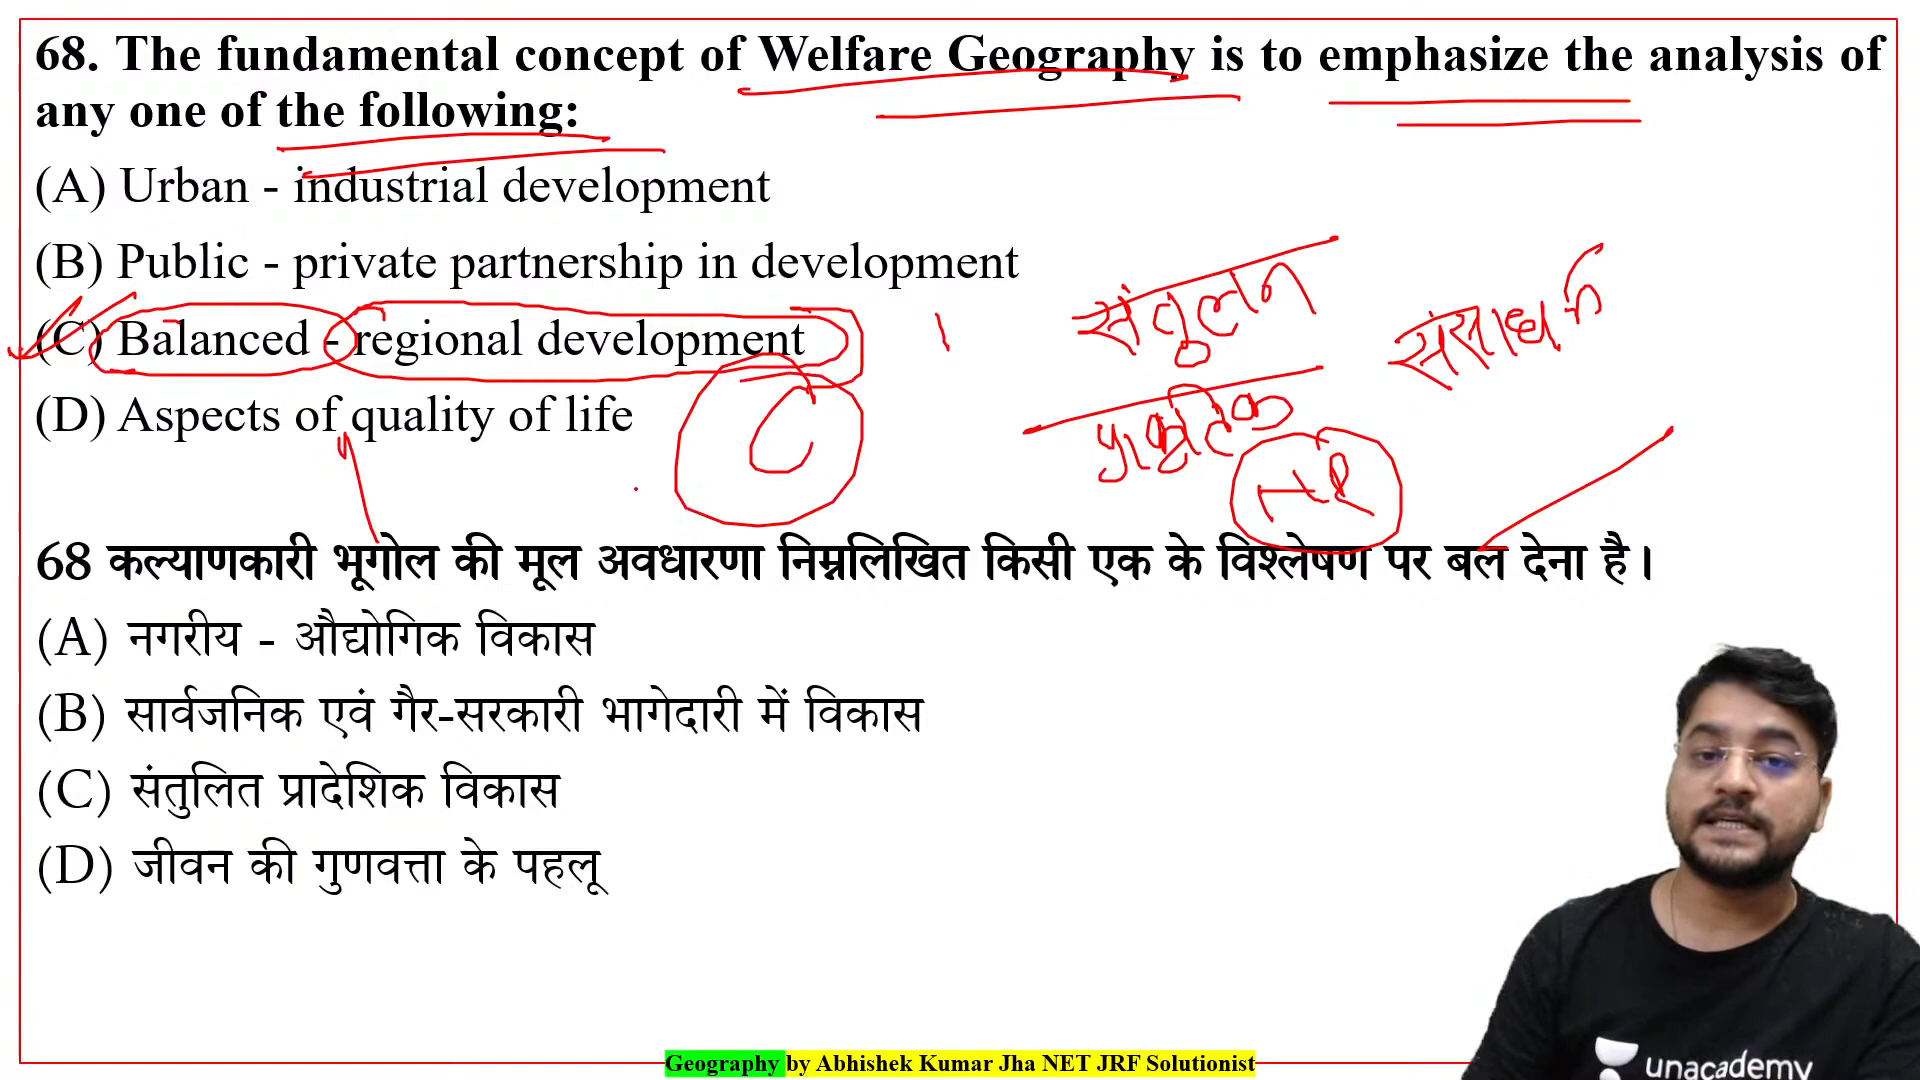 68. The fundamental concept of Welfare Geography is to emphasize the analysis of
any one of the following:
(A) Urban - industrial development
(B) Public - private partnership in development
(C) Balanced - regional development
(D) Aspects of quality of life
संतुलन
संसाधन
प्राकृतिक
NR
C
68 कल्याणकारी भूगोल की मूल अवधारणा निम्नलिखित किसी एक के विश्लेषण पर बल देना है।
(A) नगरीय - औद्योगिक विकास
(B) सार्वजनिक एवं गैर-सरकारी भागेदारी में विकास
(C) संतुलित प्रादेशिक विकास
(D) जीवन की गुणवत्ता के पहलू
unacademy
Geography by Abhishek Kumar Jha NET JRF Solutionist